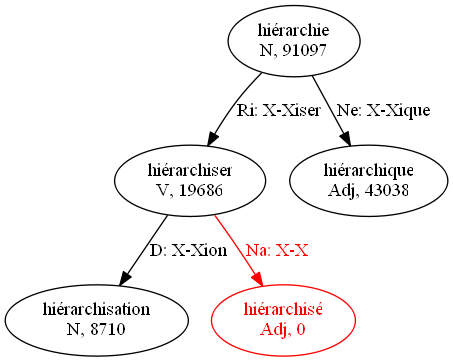 hiérarchie
N, 91097
Ri: X-Xiser
Ne: X-Xique
hiérarchiser
V, 19686
hiérarchique
Adj, 43038
D: X-Xion
Na: X-X
hiérarchisation
N, 8710
hiérarchisé
Adj, 0